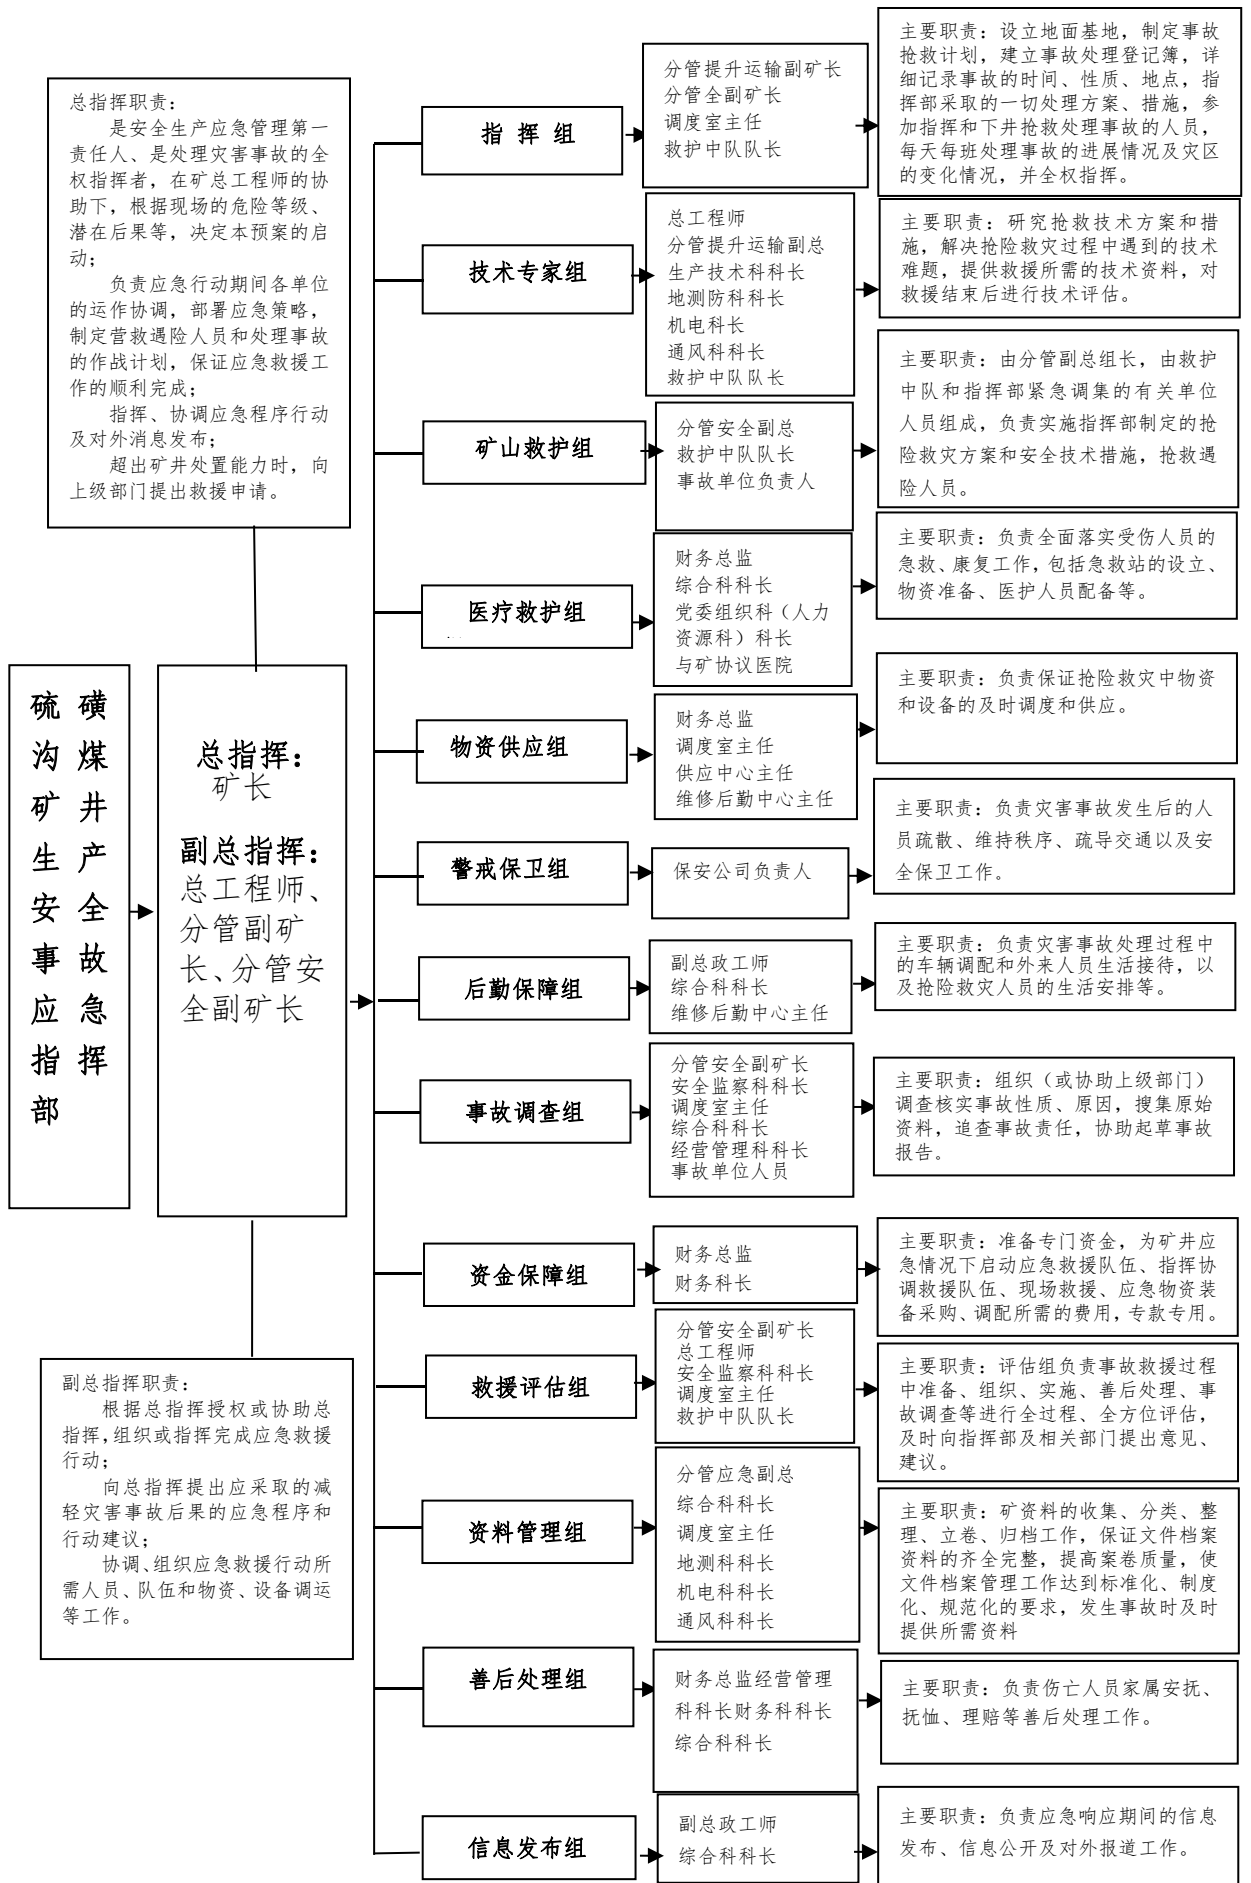 总指挥职责：
是安全生产应急管理第一
责任人、是处理灾害事故的全
权指挥者，在矿总工程师的协
助下，根据现场的危险等级、
潜在后果等，决定本预案的启
动；
负责应急行动期间各单位
的运作协调，部署应急策略，
制定营救遇险人员和处理事故
的作战计划，保证应急救援工
作的顺利完成；
指挥、协调应急程序行动
及对外消息发布；
超出矿井处置能力时，向
上级部门提出救援申请。
硫磺
沟煤
矿井
生产
安全
事故
应急
指挥
部
总指挥：
矿长
副总指挥：
总工程师、
分管副矿
长、分管安
全副矿长
副总指挥职责：
根据总指挥授权或协助总
指挥，组织或指挥完成应急救援
行动；
向总指挥提出应采取的减
轻灾害事故后果的应急程序和
行动建议；
协调、组织应急救援行动所
需人员、队伍和物资、设备调运
等工作。
指 挥 组
分管提升运输副矿长
分管全副矿长
调度室主任
救护中队队长
主要职责：设立地面基地，制定事故
抢救计划，建立事故处理登记簿，详
细记录事故的时间、性质、地点，指
挥部采取的一切处理方案、措施，参
加指挥和下井抢救处理事故的人员，
每天每班处理事故的进展情况及灾区
的变化情况，并全权指挥。
技术专家组
总工程师
分管提升运输副总
生产技术科科长
地测防科科长
机电科长
通风科科长
救护中队队长
主要职责：研究抢救技术方案和措
施，解决抢险救灾过程中遇到的技术
难题，提供救援所需的技术资料，对
救援结束后进行技术评估。
矿山救护组
分管安全副总
救护中队队长
事故单位负责人
主要职责：由分管副总组长，由救护
中队和指挥部紧急调集的有关单位
人员组成，负责实施指挥部制定的抢
险救灾方案和安全技术措施，抢救遇
险人员。
医疗救护组
财务总监
综合科科长
党委组织科（人力
资源科）科长
与矿协议医院
主要职责：负责全面落实受伤人员的
急救、康复工作，包括急救站的设立、
物资准备、医护人员配备等。
物资供应组
财务总监
调度室主任
供应中心主任
维修后勤中心主任
主要职责：负责保证抢险救灾中物资
和设备的及时调度和供应。
警戒保卫组
保安公司负责人
主要职责：负责灾害事故发生后的人
员疏散、维持秩序、疏导交通以及安
全保卫工作。
后勤保障组
副总政工师
综合科科长
维修后勤中心主任
主要职责：负责灾害事故处理过程中
的车辆调配和外来人员生活接待，以
及抢险救灾人员的生活安排等。
事故调查组
分管安全副矿长
安全监察科科长
调度室主任
综合科科长
经营管理科科长
事故单位人员
主要职责：组织（或协助上级部门）
调查核实事故性质、原因，搜集原始
资料，追查事故责任，协助起草事故
报告。
资金保障组
财务总监
财务科长
主要职责：准备专门资金，为矿井应
急情况下启动应急救援队伍、指挥协
调救援队伍、现场救援、应急物资装
备采购、调配所需的费用，专款专用。
救援评估组
分管安全副矿长
总工程师
安全监察科科长
调度室主任
救护中队队长
主要职责：评估组负责事故救援过程
中准备、组织、实施、善后处理、事
故调查等进行全过程、全方位评估，
及时向指挥部及相关部门提出意见、
建议。
资料管理组
分管应急副总
综合科科长
调度室主任
地测科科长
机电科科长
通风科科长
主要职责：矿资料的收集、分类、整
理、立卷、归档工作，保证文件档案
资料的齐全完整，提高案卷质量，使
文件档案管理工作达到标准化、制度
化、规范化的要求，发生事故时及时
提供所需资料
善后处理组
财务总监经营管理
科科长财务科科长
综合科科长
主要职责：负责伤亡人员家属安抚、
抚恤、理赔等善后处理工作。
信息发布组
副总政工师
综合科科长
主要职责：负责应急响应期间的信息
发布、信息公开及对外报道工作。